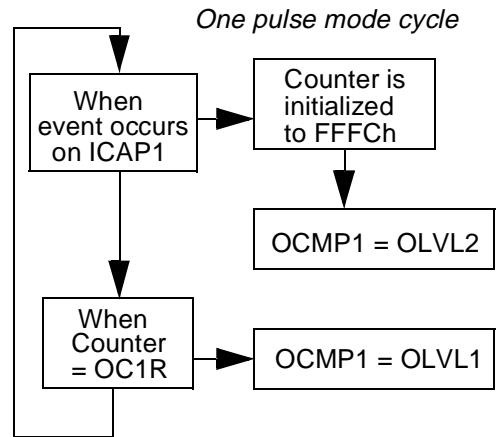 One pulse mode cycle
When
event occurs
on ICAP1
Counter is
initialized
to FFFCh
OCMP1 = OLVL2
When
Counter
= OC1R
OCMP1 = OLVL1